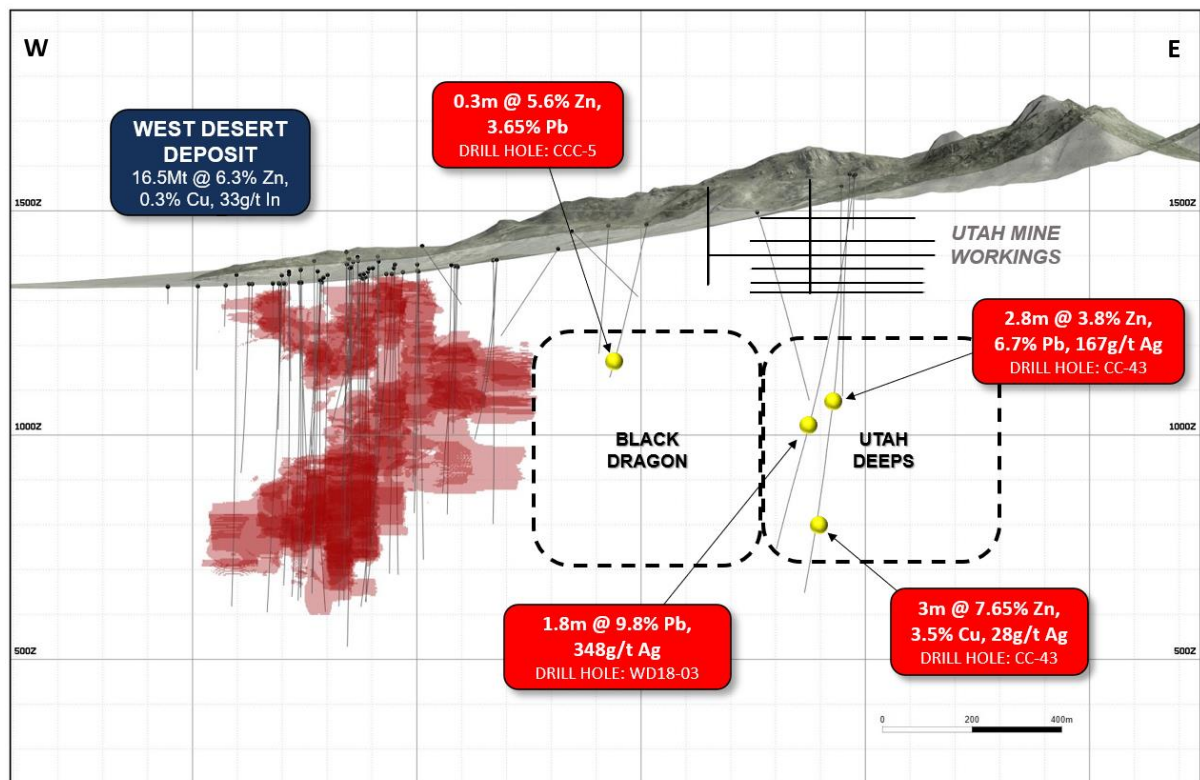 W
E
0.3m @ 5.6% Zn,
3.65% Pb
DRILL HOLE: CCC-5
WEST DESERT
DEPOSIT
16.5Mt @ 6.3% Zn,
0.3% Cu, 33g/t In
1500Z
1500Z
UTAH MINE
WORKINGS
2.8m @ 3.8% Zn,
6.7% Pb, 167g/t Ag
DRILL HOLE: CC-43
1000Z
1000Z
BLACK
DRAGON
UTAH
DEEPS
1.8m @ 9.8% Pb,
348g/t Ag
DRILL HOLE: WD18-03
3m @ 7.65% Zn,
3.5% Cu, 28g/t Ag
DRILL HOLE: CC-43
500Z
500Z
0 200 400m